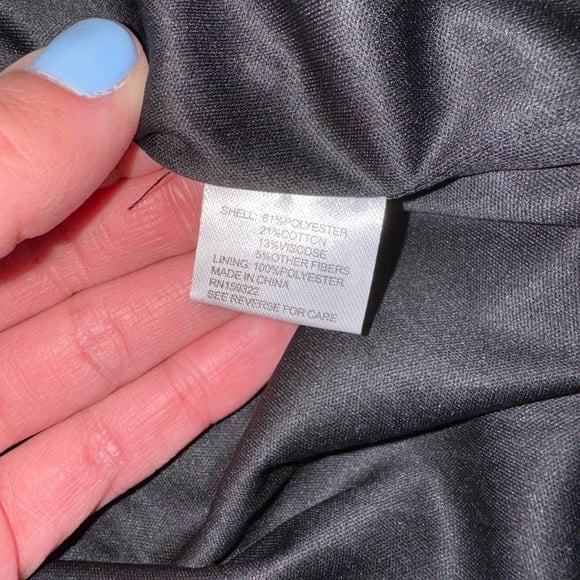 SHELL: 61%POLYESTER
21%COTTON
13%VISCOSE
5%OTHER FIBERS
LINING: 100%POLYESTER
MADE IN CHINA
RN159322
SEE REVERSE FOR CARE